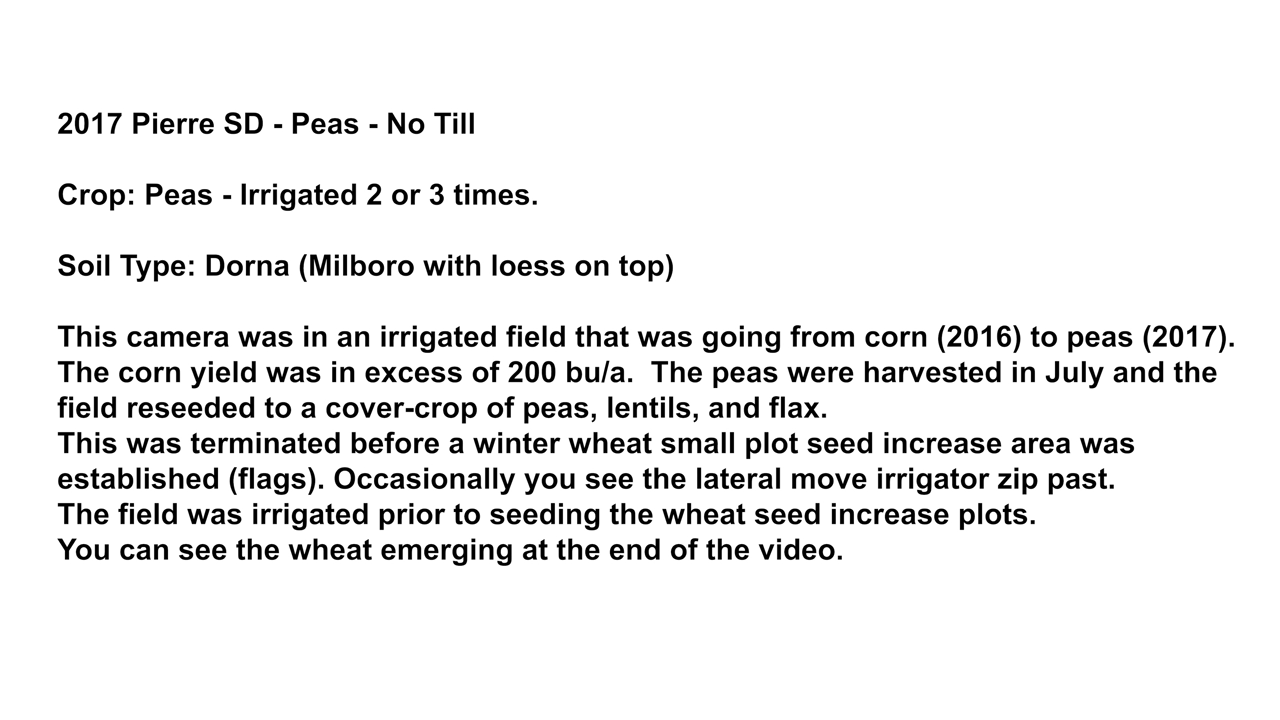 2017 Pierre SD - Peas - No Till
Crop: Peas - Irrigated 2 or 3 times.
Soil Type: Dorna (Milboro with loess on top)
This camera was in an irrigated field that was going from corn (2016) to peas (2017).
The corn yield was in excess of 200 bu/a.  The peas were harvested in July and the
field reseeded to a cover-crop of peas, lentils, and flax.
This was terminated before a winter wheat small plot seed increase area was
established (flags). Occasionally you see the lateral move irrigator zip past.
The field was irrigated prior to seeding the wheat seed increase plots.
You can see the wheat emerging at the end of the video.